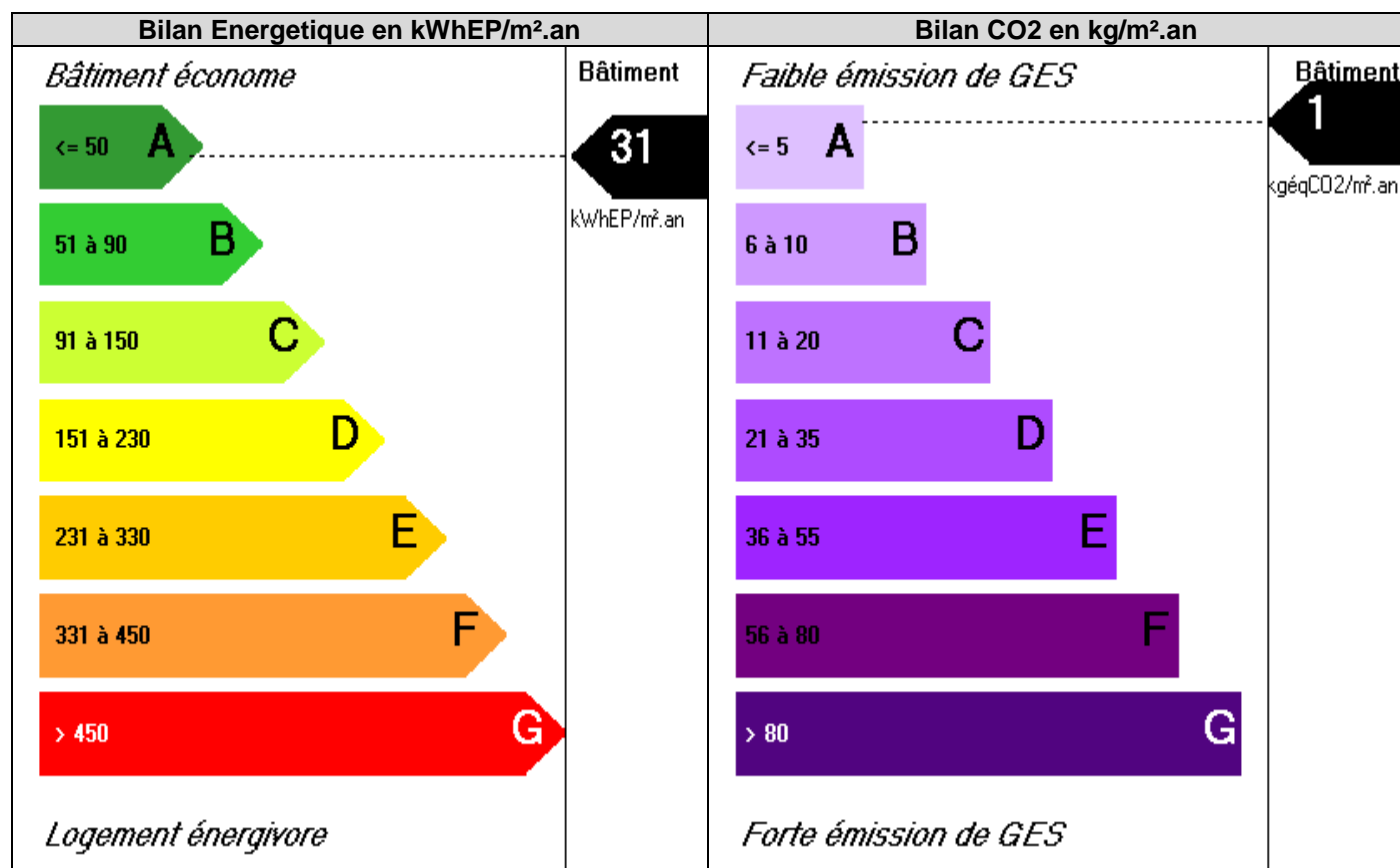 Bilan Energetique en kWhEP/m².an
Bâtiment économe
Bâtiment
<= 50 A
31
kWhEP/m².an
51 à 90 B
91 à 150 C
151 à 230 D
231 à 330 E
331 à 450 F
> 450 G
Logement énergivore
Bilan CO2 en kg/m².an
Faible émission de GES
Bâtiment
<= 5 A
1
kgéqCO2/m².an
6 à 10 B
11 à 20 C
21 à 35 D
36 à 55 E
56 à 80 F
> 80 G
Forte émission de GES